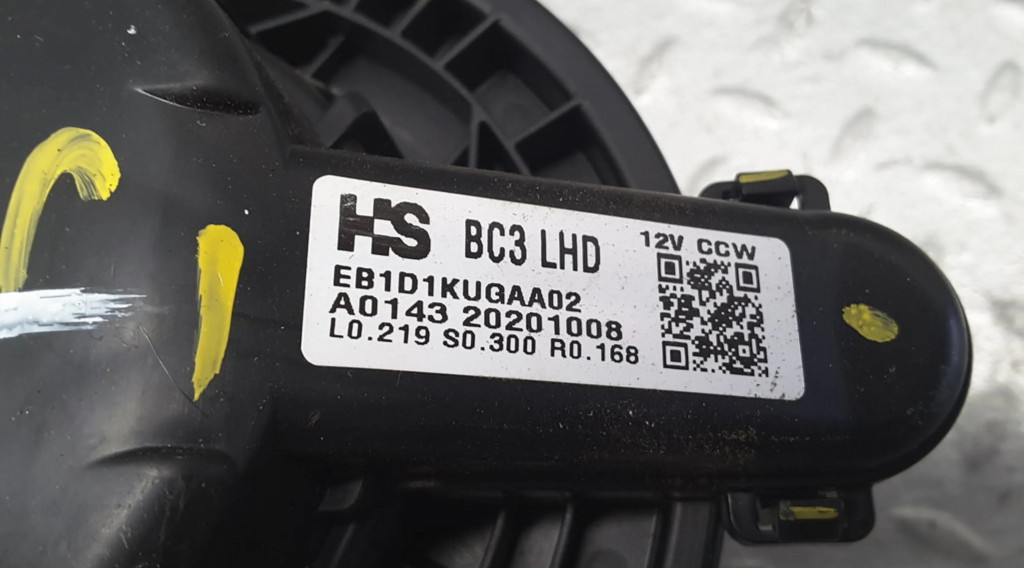 HS BC3 LHD 12V CCW
EB1D1KUGAA02
A0143 20201008
L0.219 S0.300 R0.168